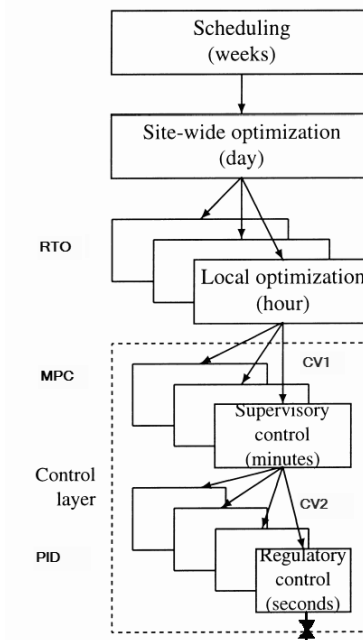 Scheduling
(weeks)
Site-wide optimization
(day)
RTO
Local optimization
(hour)
MPC
CV1
Supervisory
control
(minutes)
Control
layer
CV2
PID
Regulatory
control
(seconds)